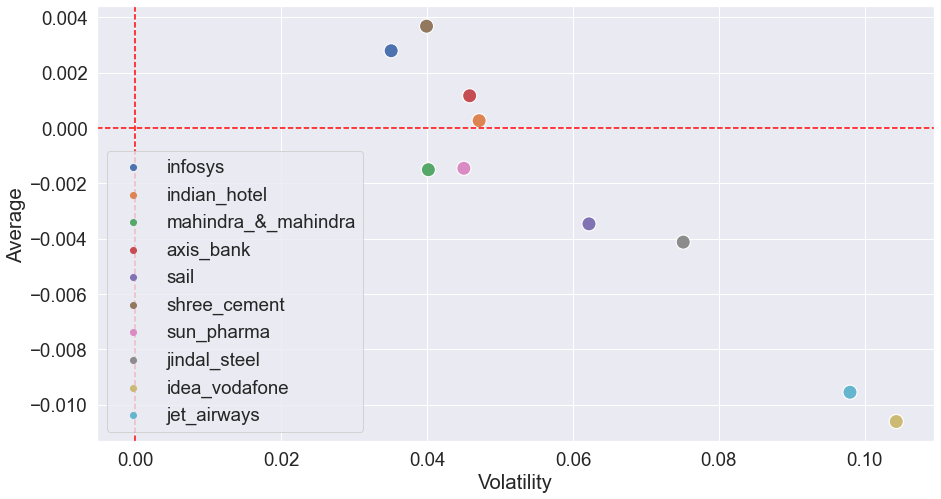 0.004
0.002
0.000
−0.002
−0.004
−0.006
−0.008
−0.010
Average
infosys
indian_hotel
mahindra_&_mahindra
axis_bank
sail
shree_cement
sun_pharma
jindal_steel
idea_vodafone
jet_airways
0.00 0.02 0.04 0.06 0.08 0.10
Volatility